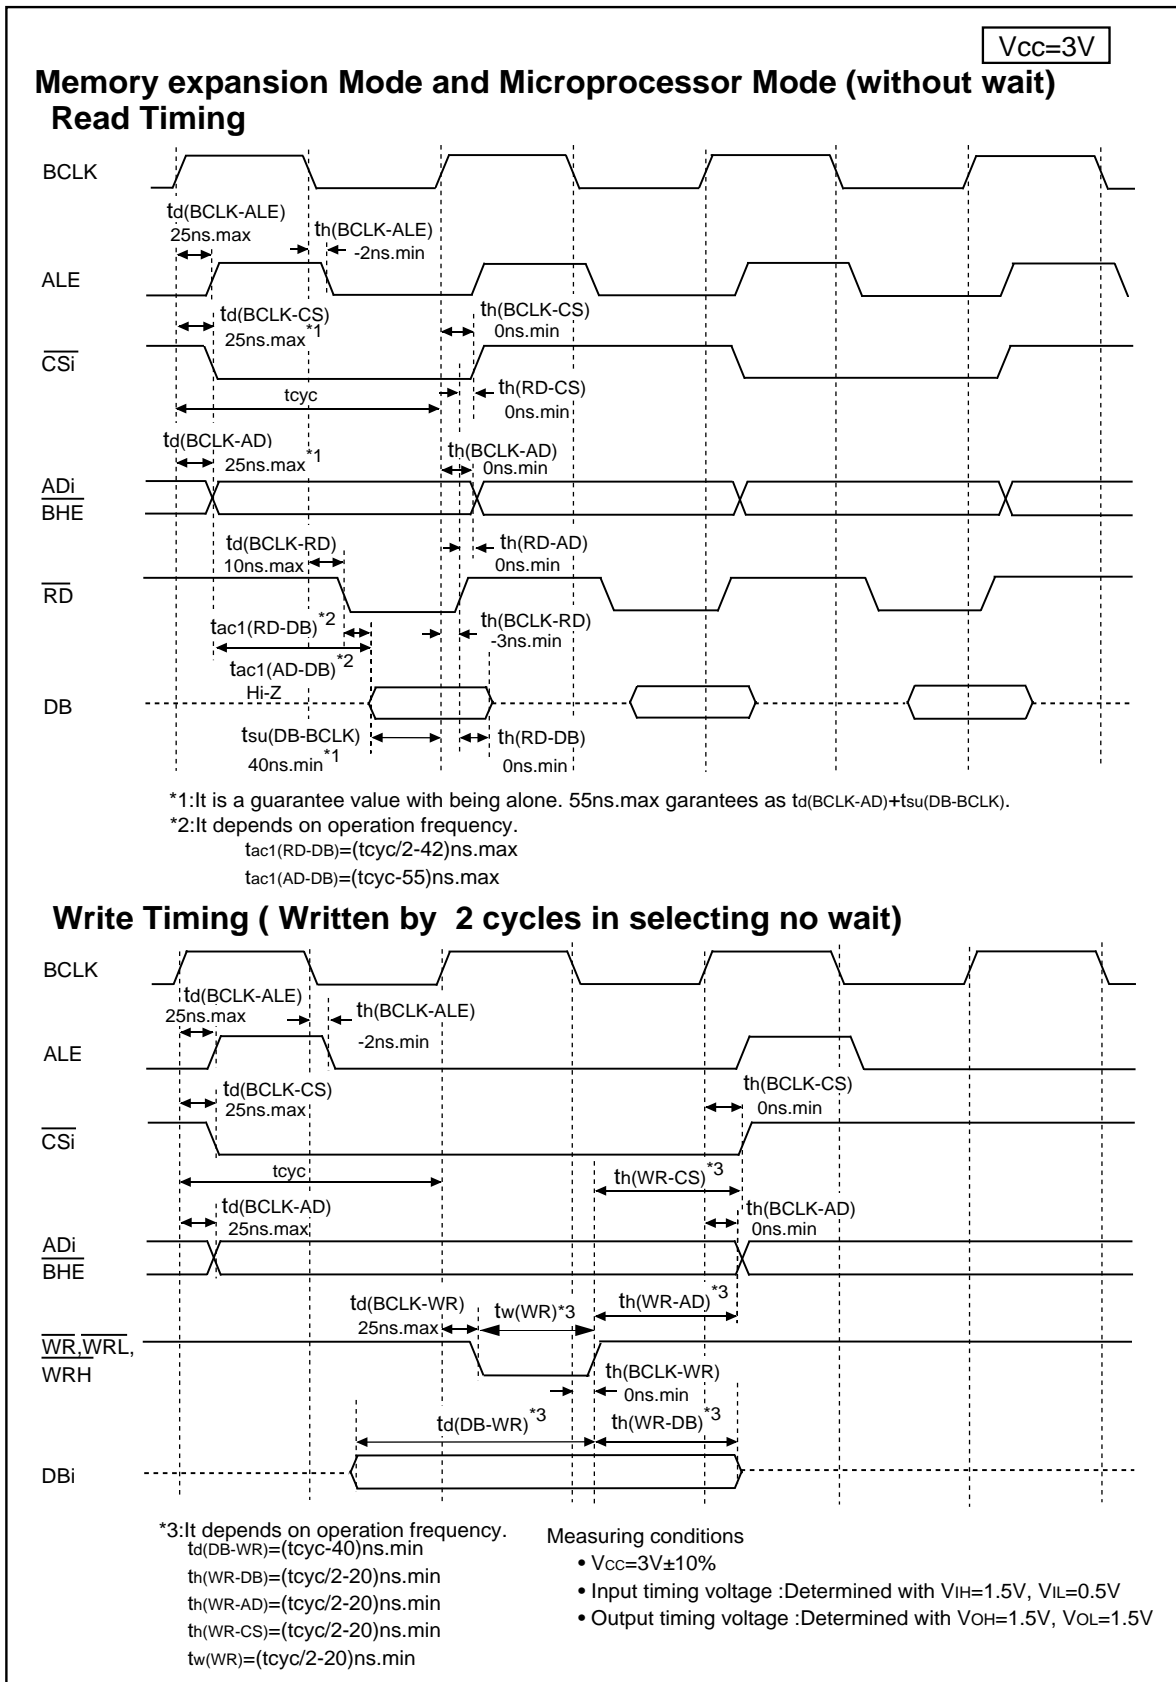 Vcc=3V
Memory expansion Mode and Microprocessor Mode (without wait)
Read Timing
BCLK
td(BCLK-ALE)
25ns.max
th(BCLK-ALE)
-2ns.min
ALE
td(BCLK-CS)
25ns.max*1
th(BCLK-CS)
0ns.min
CSi
tcyc
th(RD-CS)
0ns.min
td(BCLK-AD)
25ns.max*1
th(BCLK-AD)
0ns.min
ADi
BHE
td(BCLK-RD)
10ns.max
th(RD-AD)
0ns.min
RD
tac1(RD-DB)*2
th(BCLK-RD)
-3ns.min
tac1(AD-DB)*2
Hi-Z
DB
tsu(DB-BCLK)
40ns.min*1
th(RD-DB)
0ns.min
*1:It is a guarantee value with being alone. 55ns.max garantees as td(BCLK-AD)+tsu(DB-BCLK).
*2:It depends on operation frequency.
tac1(RD-DB)=(tcyc/2-42)ns.max
tac1(AD-DB)=(tcyc-55)ns.max
Write Timing ( Written by 2 cycles in selecting no wait)
BCLK
td(BCLK-ALE)
25ns.max
th(BCLK-ALE)
-2ns.min
ALE
td(BCLK-CS)
25ns.max
th(BCLK-CS)
0ns.min
CSi
tcyc
th(WR-CS)*3
td(BCLK-AD)
25ns.max
th(BCLK-AD)
0ns.min
ADi
BHE
td(BCLK-WR)
25ns.max
tw(WR)*3
th(WR-AD)*3
WR,WRL,
WRH
th(BCLK-WR)
0ns.min
td(DB-WR)*3
th(WR-DB)*3
DBi
*3:It depends on operation frequency.
td(DB-WR)=(tcyc-40)ns.min
th(WR-DB)=(tcyc/2-20)ns.min
th(WR-AD)=(tcyc/2-20)ns.min
th(WR-CS)=(tcyc/2-20)ns.min
tw(WR)=(tcyc/2-20)ns.min
Measuring conditions
• VCC=3V±10%
• Input timing voltage :Determined with VIH=1.5V, VIL=0.5V
• Output timing voltage :Determined with VOH=1.5V, VOL=1.5V